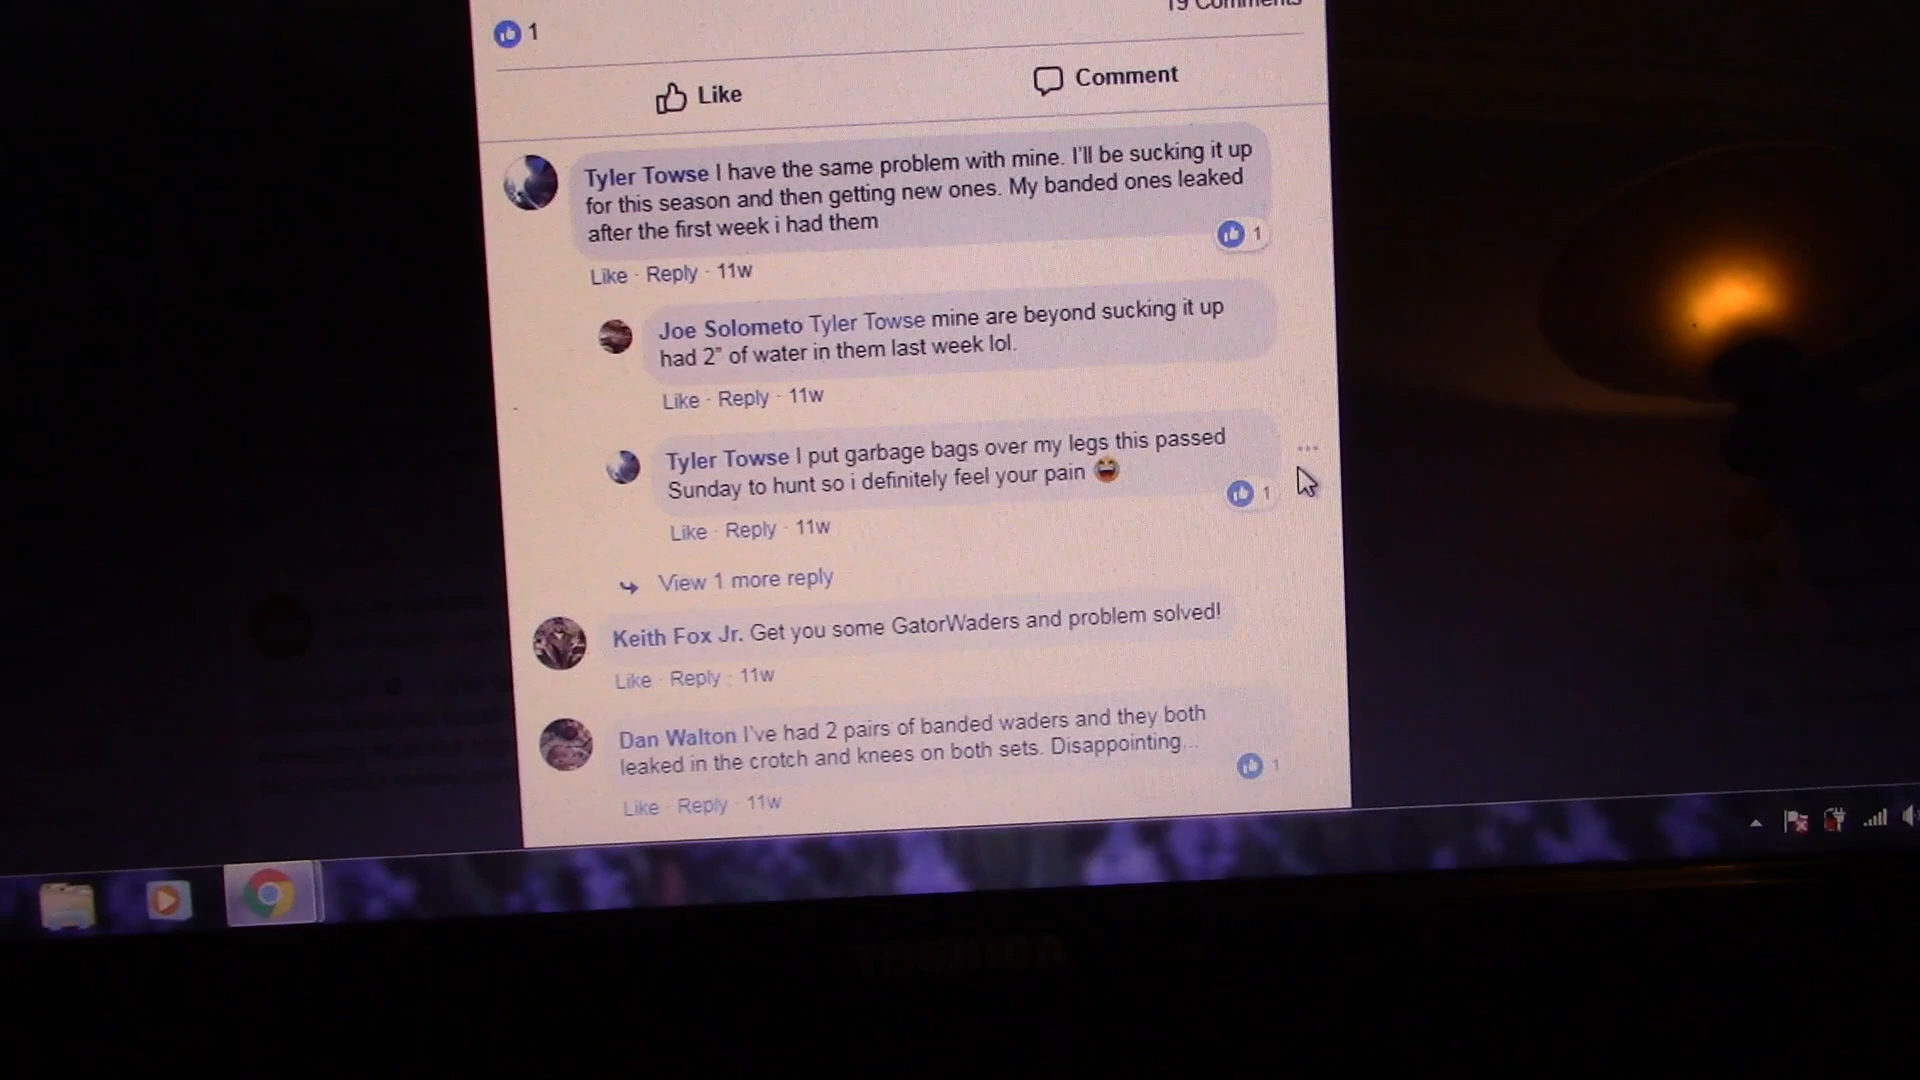 19 Comments
1
Like
Comment
Tyler Towse I have the same problem with mine. I'll be sucking it up
for this season and then getting new ones. My banded ones leaked
after the first week i had them
1
Like · Reply · 11w
Joe Solometo Tyler Towse mine are beyond sucking it up
had 2" of water in them last week lol.
Like · Reply · 11w
Tyler Towse I put garbage bags over my legs this passed
Sunday to hunt so i definitely feel your pain 😆
1
Like · Reply · 11w
View 1 more reply
Keith Fox Jr. Get you some GatorWaders and problem solved!
Like · Reply · 11w
Dan Walton I've had 2 pairs of banded waders and they both
leaked in the crotch and knees on both sets. Disappointing...
1
Like · Reply · 11w
TOSHIBA